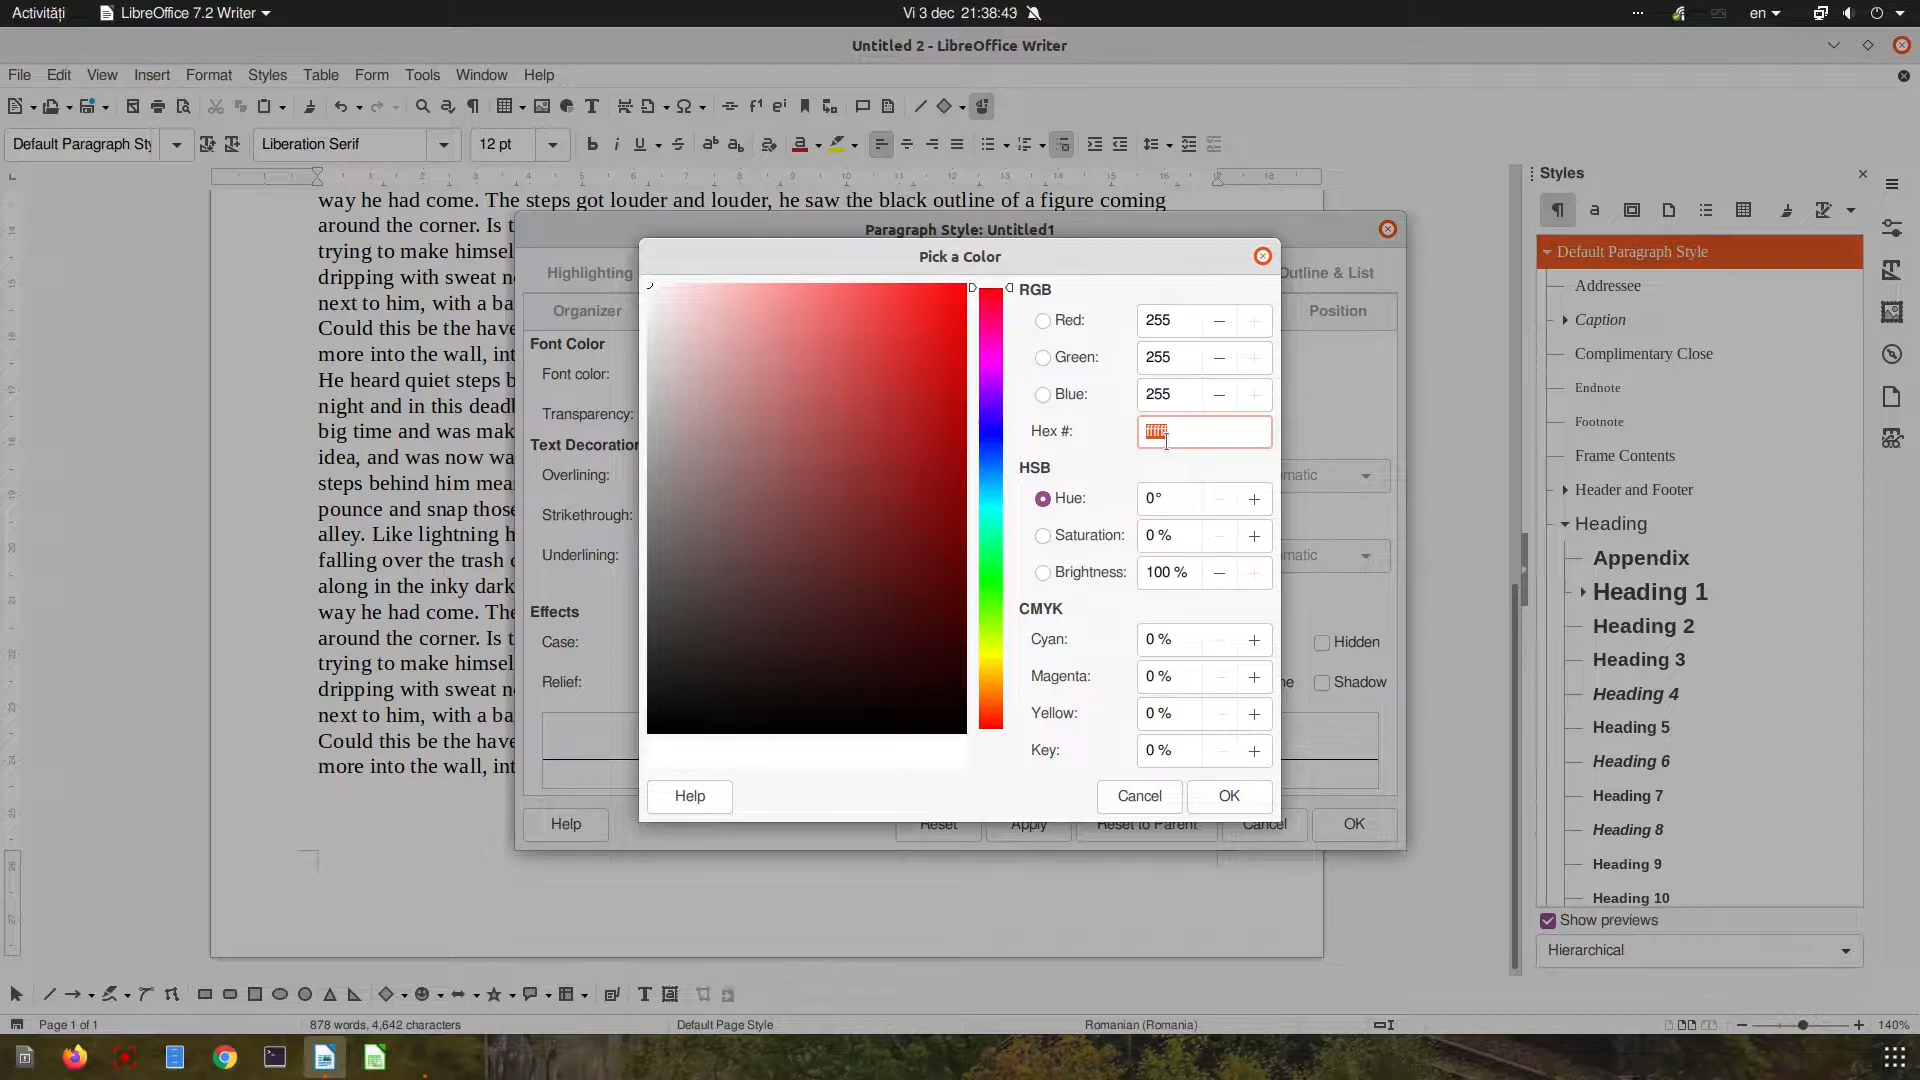 Activități
LibreOffice 7.2 Writer
Vi 3 dec 21:38:43
en
Untitled 2 - LibreOffice Writer
File Edit View Insert Format Styles Table Form Tools Window Help
Default Paragraph Sty
Liberation Serif
12 pt
way he had come. The steps got louder and louder, he saw the black outline of a figure coming
around the corner. Is t
trying to make himsel
dripping with sweat n
next to him, with a ba
Could this be the have
more into the wall, int
He heard quiet steps b
night and in this dead
big time and was mak
idea, and was now wa
steps behind him mea
pounce and snap those
alley. Like lightning h
falling over the trash c
along in the inky dark
way he had come. The
around the corner. Is t
trying to make himsel
dripping with sweat n
next to him, with a ba
Could this be the have
more into the wall, int
Paragraph Style: Untitled1
Highlighting
Outline & List
Organizer
Position
Font Color
Font color:
Transparency:
Text Decoration
Overlining:
matic
Strikethrough:
Underlining:
matic
Effects
Case:
Hidden
Relief:
ne
Shadow
Help
Reset
Apply
Reset to Parent
Cancel
OK
Pick a Color
RGB
Red: 255
Green: 255
Blue: 255
Hex #: ffffff
HSB
Hue: 0°
Saturation: 0 %
Brightness: 100 %
CMYK
Cyan: 0 %
Magenta: 0 %
Yellow: 0 %
Key: 0 %
Help
Cancel
OK
Styles
Default Paragraph Style
Addressee
Caption
Complimentary Close
Endnote
Footnote
Frame Contents
Header and Footer
Heading
Appendix
Heading 1
Heading 2
Heading 3
Heading 4
Heading 5
Heading 6
Heading 7
Heading 8
Heading 9
Heading 10
Show previews
Hierarchical
Page 1 of 1
878 words, 4,642 characters
Default Page Style
Romanian (Romania)
140%